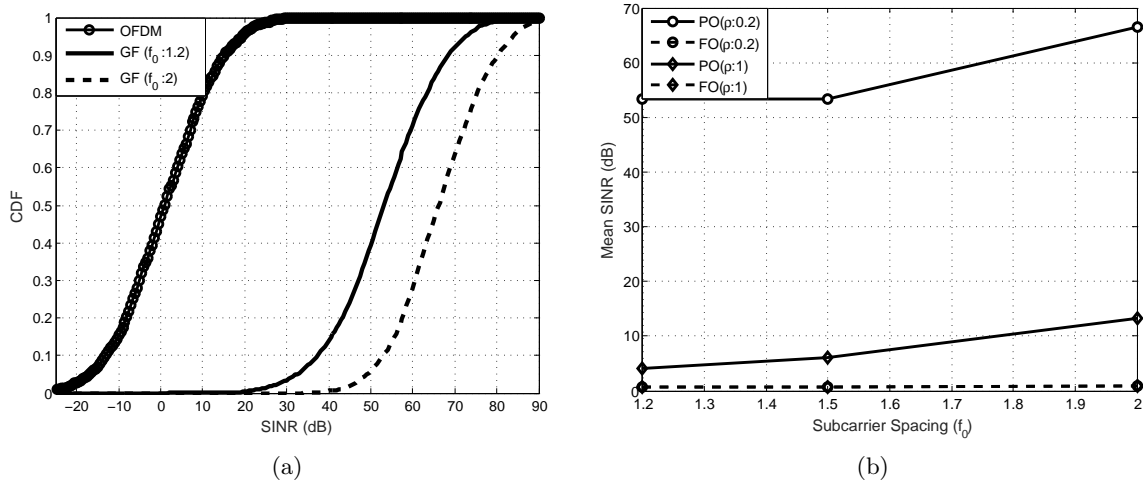 OFDM
GF (f0:1.2)
GF (f0:2)
1
0.9
0.8
0.7
0.6
0.5
0.4
0.3
0.2
0.1
0
CDF
−20 −10 0 10 20 30 40 50 60 70 80 90
SINR (dB)
(a)
PO(ρ:0.2)
FO(ρ:0.2)
PO(ρ:1)
FO(ρ:1)
70
60
50
40
30
20
10
0
Mean SINR (dB)
1.2 1.3 1.4 1.5 1.6 1.7 1.8 1.9 2
Subcarrier Spacing (f0)
(b)